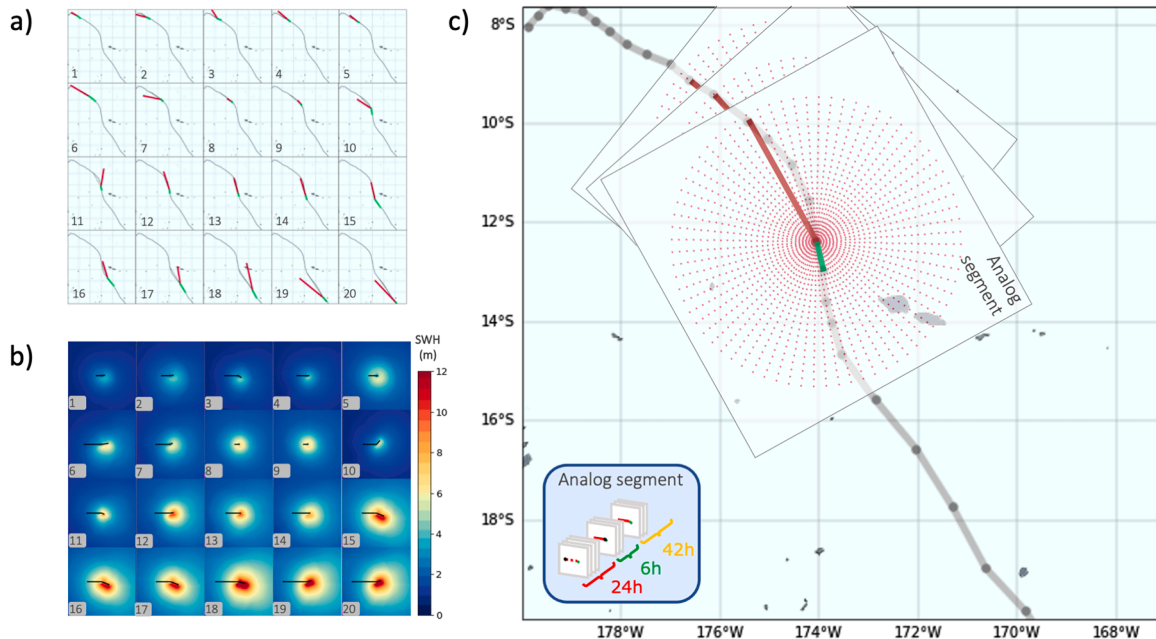 a)
1 2 3 4 5
6 7 8 9 10
11 12 13 14 15
16 17 18 19 20
b)
SWH
(m)
12
10
8
6
4
2
0
1 2 3 4 5
6 7 8 9 10
11 12 13 14 15
16 17 18 19 20
c)
8°S
10°S
12°S
14°S
16°S
18°S
Analog
segment
Analog segment
42h
6h
24h
178°W 176°W 174°W 172°W 170°W 168°W